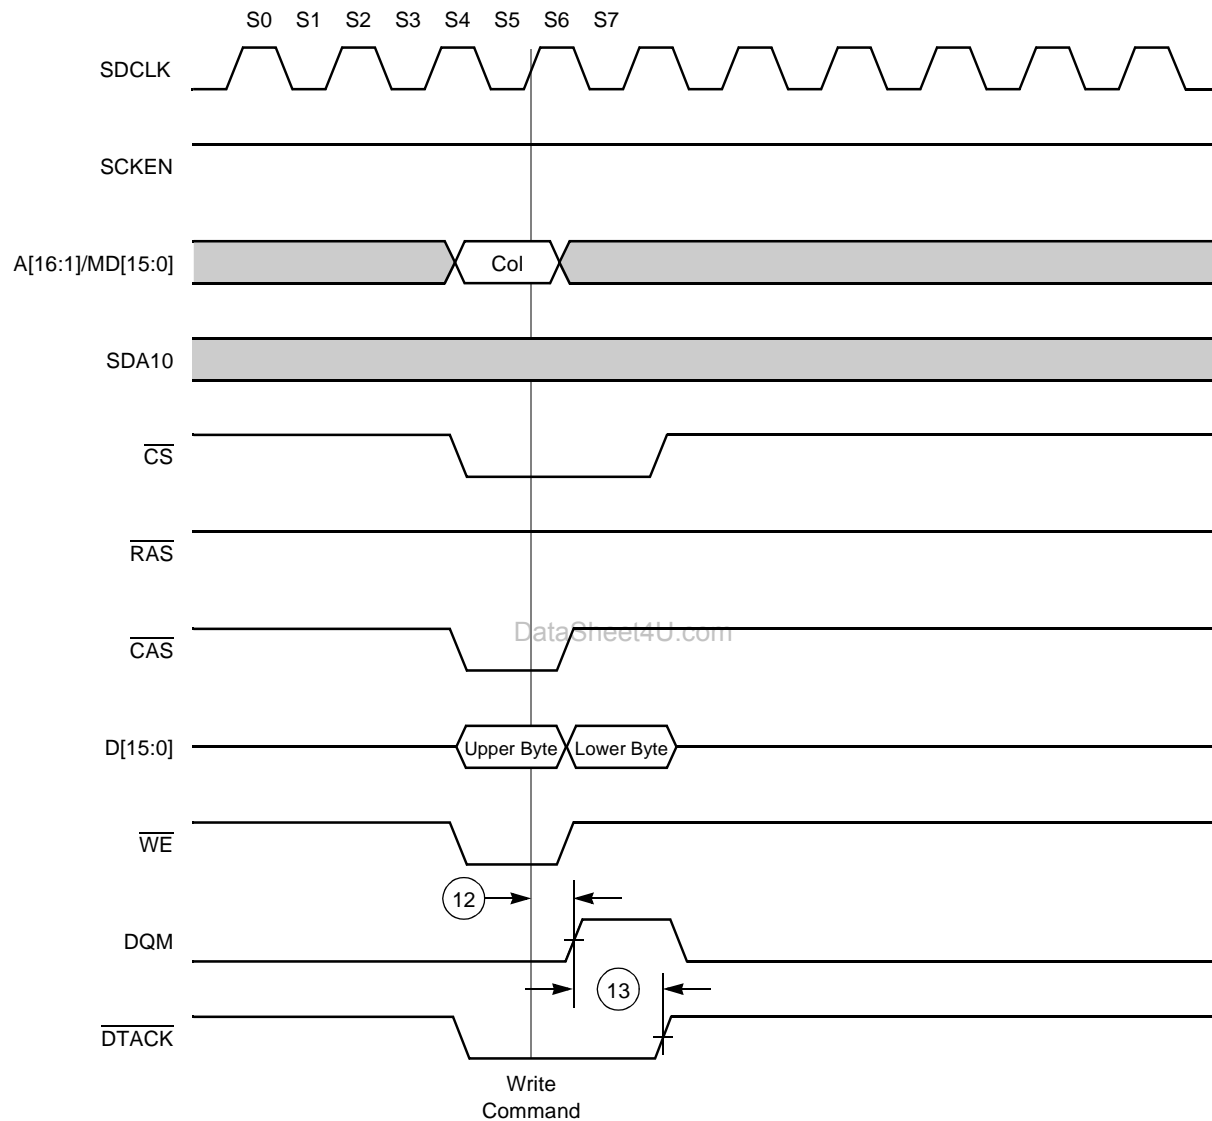 S0 S1 S2 S3 S4 S5 S6 S7
SDCLK
SCKEN
A[16:1]/MD[15:0]
Col
SDA10
CS
RAS
DataSheet4U.com
CAS
D[15:0]
Upper Byte
Lower Byte
WE
12
DQM
13
DTACK
Write
Command